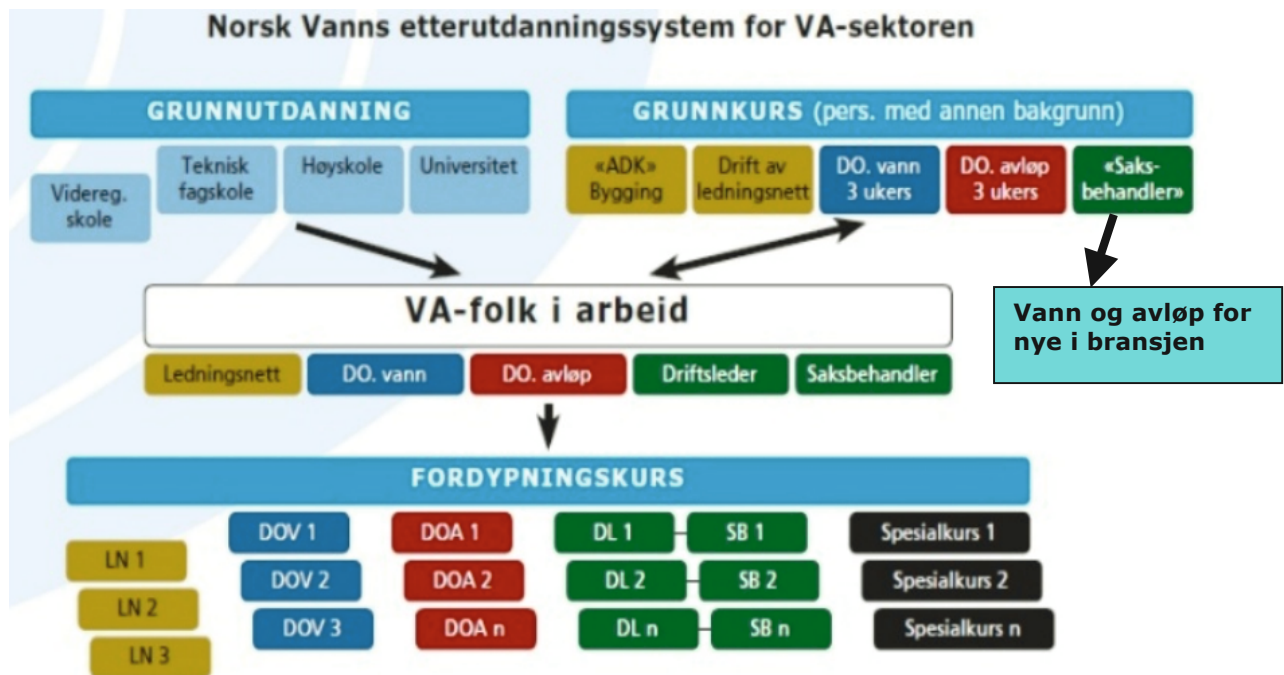 Norsk Vanns etterutdanningssystem for VA-sektoren
GRUNNUTDANNING
Videreg.
skole
Teknisk
fagskole
Høyskole
Universitet
GRUNNKURS (pers. med annen bakgrunn)
«ADK»
Bygging
Drift av
ledningsnett
DO. vann
3 ukers
DO. avløp
3 ukers
«Saks-
behandler»
VA-folk i arbeid
Vann og avløp for
nye i bransjen
Ledningsnett
DO. vann
DO. avløp
Driftsleder
Saksbehandler
FORDYPNINGSKURS
LN 1
LN 2
LN 3
DOV 1
DOV 2
DOV 3
DOA 1
DOA 2
DOA n
DL 1
SB 1
DL 2
SB 2
DL n
SB n
Spesialkurs 1
Spesialkurs 2
Spesialkurs n